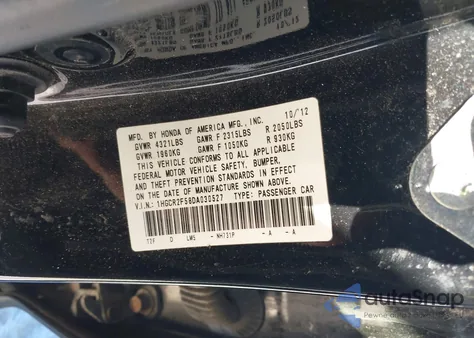 MFD. BY HONDA OF AMERICA MFG., INC. 10/12
GVWR 4321LBS GAWR F 2315LBS R 2050LBS
GVWR 1960KG GAWR F 1050KG R 930KG
THIS VEHICLE CONFORMS TO ALL APPLICABLE
FEDERAL MOTOR VEHICLE SAFETY, BUMPER,
AND THEFT PREVENTION STANDARDS IN EFFECT
ON THE DATE OF MANUFACTURE SHOWN ABOVE.
V.I.N.: 1HGCR2F58DA030527 TYPE: PASSENGER CAR
T2F D LW5 - NH731P - A - A
autoSnap